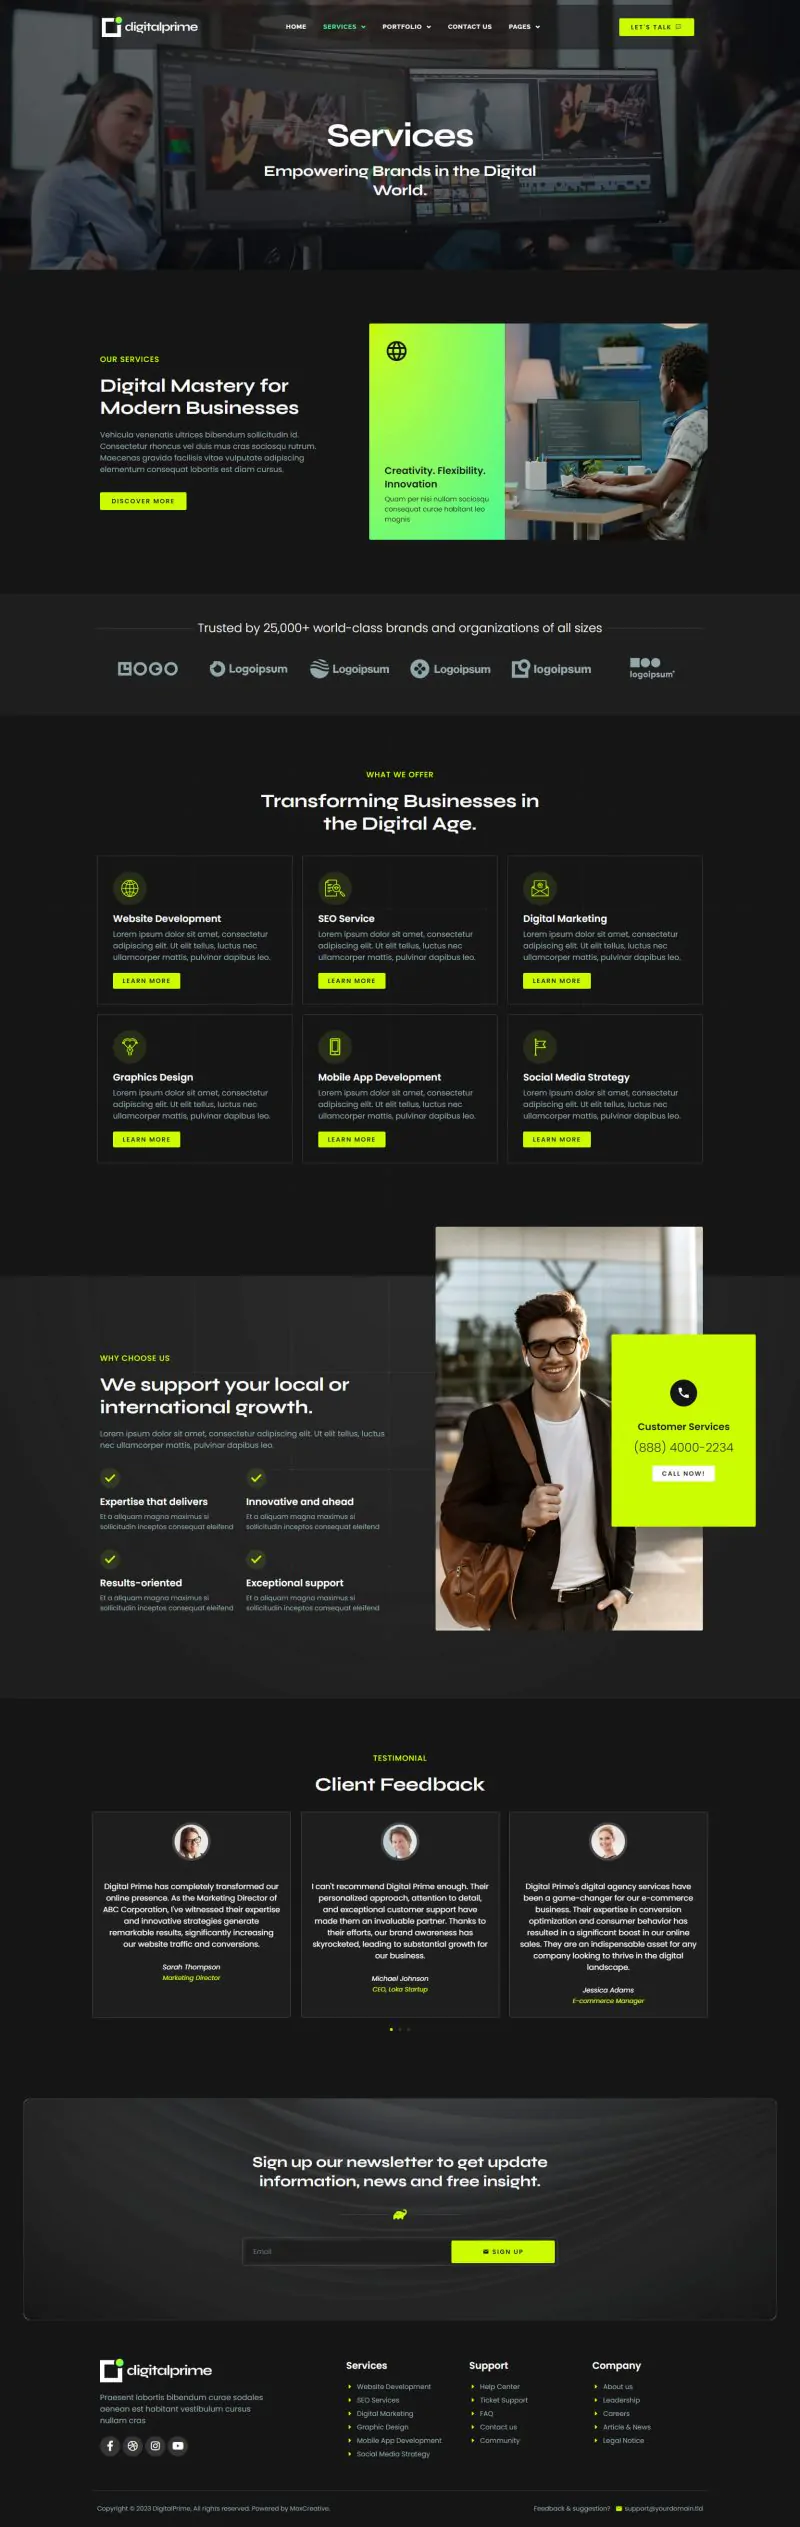 digitalprime
HOME SERVICES PORTFOLIO CONTACT US PAGES
LET'S TALK
Services
Empowering Brands in the Digital
World.
OUR SERVICES
Digital Mastery for
Modern Businesses
Vehicula venenatis ultrices bibendum sollicitudin id.
Consectetur rhoncus vel duis mus cras sociosqu rutrum.
Maecenas gravida facilisis vitae vulputate adipiscing
elementum consequat lobortis est diam cursus.
DISCOVER MORE
Creativity. Flexibility.
Innovation
Quam per nisi nullam sociosqu
consequat curae habitant leo
magnis
Trusted by 25,000+ world-class brands and organizations of all sizes
LOGO
Logoipsum
Logoipsum
Logoipsum
logoipsum
logoipsum
WHAT WE OFFER
Transforming Businesses in
the Digital Age.
Website Development
Lorem ipsum dolor sit amet, consectetur
adipiscing elit. Ut elit tellus, luctus nec
ullamcorper mattis, pulvinar dapibus leo.
LEARN MORE
SEO Service
Lorem ipsum dolor sit amet, consectetur
adipiscing elit. Ut elit tellus, luctus nec
ullamcorper mattis, pulvinar dapibus leo.
LEARN MORE
Digital Marketing
Lorem ipsum dolor sit amet, consectetur
adipiscing elit. Ut elit tellus, luctus nec
ullamcorper mattis, pulvinar dapibus leo.
LEARN MORE
Graphics Design
Lorem ipsum dolor sit amet, consectetur
adipiscing elit. Ut elit tellus, luctus nec
ullamcorper mattis, pulvinar dapibus leo.
LEARN MORE
Mobile App Development
Lorem ipsum dolor sit amet, consectetur
adipiscing elit. Ut elit tellus, luctus nec
ullamcorper mattis, pulvinar dapibus leo.
LEARN MORE
Social Media Strategy
Lorem ipsum dolor sit amet, consectetur
adipiscing elit. Ut elit tellus, luctus nec
ullamcorper mattis, pulvinar dapibus leo.
LEARN MORE
WHY CHOOSE US
We support your local or
international growth.
Lorem ipsum dolor sit amet, consectetur adipiscing elit. Ut elit tellus, luctus
nec ullamcorper mattis, pulvinar dapibus leo.
Expertise that delivers
Et a aliquam magna maximus si
sollicitudin inceptos consequat eleifend
Innovative and ahead
Et a aliquam magna maximus si
sollicitudin inceptos consequat eleifend
Results-oriented
Et a aliquam magna maximus si
sollicitudin inceptos consequat eleifend
Exceptional support
Et a aliquam magna maximus si
sollicitudin inceptos consequat eleifend
Customer Services
(888) 4000-2234
CALL NOW!
TESTIMONIAL
Client Feedback
Digital Prime has completely transformed our
online presence. As the Marketing Director of
ABC Corporation, I've witnessed their expertise
and innovative strategies generate
remarkable results, significantly increasing
our website traffic and conversions.
Sarah Thompson
Marketing Director
I can't recommend Digital Prime enough. Their
personalized approach, attention to detail,
and exceptional customer support have
made them an invaluable partner. Thanks to
their efforts, our brand awareness has
skyrocketed, leading to substantial growth for
our business.
Michael Johnson
CEO, Loka Startup
Digital Prime's digital agency services have
been a game-changer for our e-commerce
business. Their expertise in conversion
optimization and consumer behavior has
resulted in a significant boost in our online
sales. They are an indispensable asset for any
company looking to thrive in the digital
landscape.
Jessica Adams
E-commerce Manager
Sign up our newsletter to get update
information, news and free insight.
Email
SIGN UP
digitalprime
Praesent lobortis bibendum curae sodales
aenean est habitant vestibulum cursus
nullam cras
Services
Website Development
SEO Services
Digital Marketing
Graphic Design
Mobile App Development
Social Media Strategy
Support
Help Center
Ticket Support
FAQ
Contact us
Community
Company
About us
Leadership
Careers
Article & News
Legal Notice
Copyright © 2023 DigitalPrime, All rights reserved. Powered by MaxCreative.
Feedback & suggestion? support@yourdomain.tld